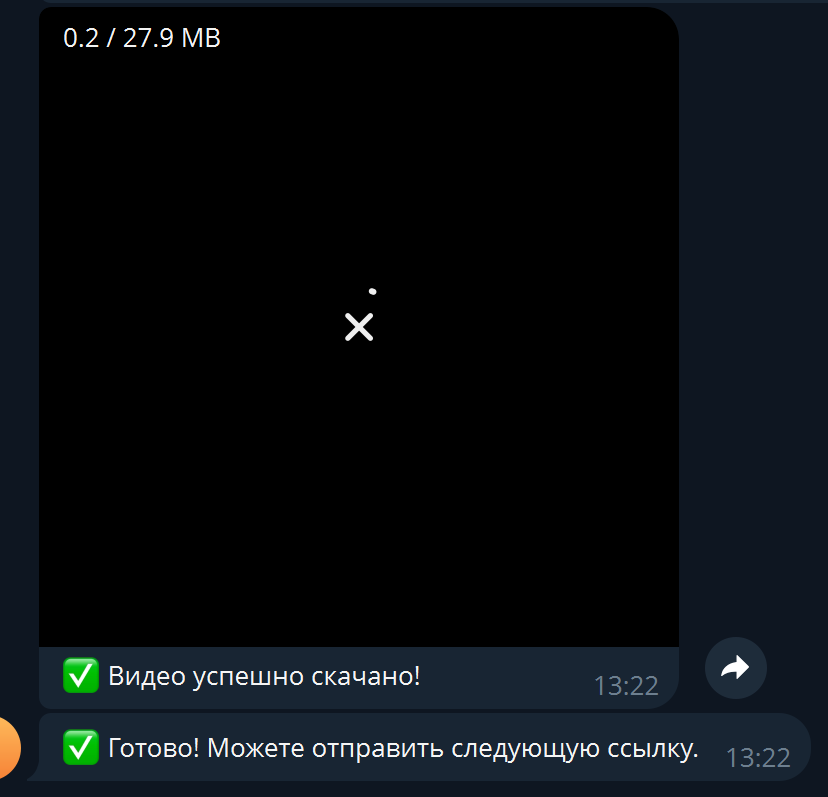 0.2 / 27.9 MB
✅ Видео успешно скачано!
13:22
✅ Готово! Можете отправить следующую ссылку.
13:22